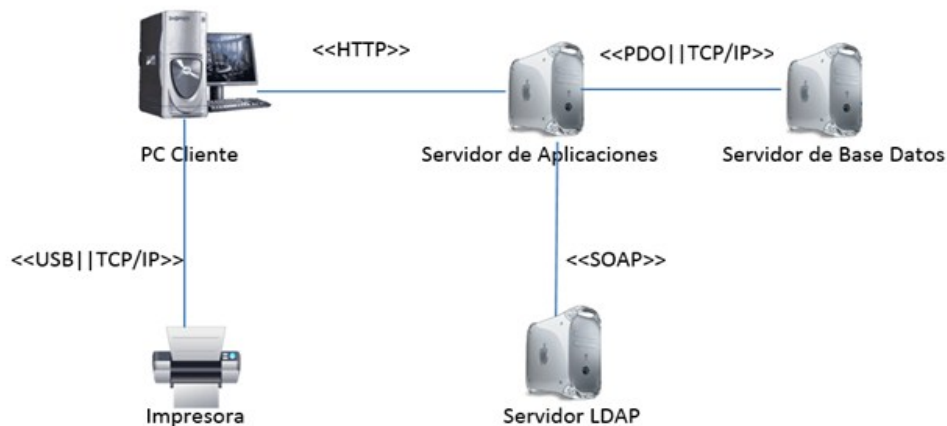 <<HTTP>>
<<PDO||TCP/IP>>
PC Cliente
Servidor de Aplicaciones
Servidor de Base Datos
<<USB||TCP/IP>>
<<SOAP>>
Impresora
Servidor LDAP